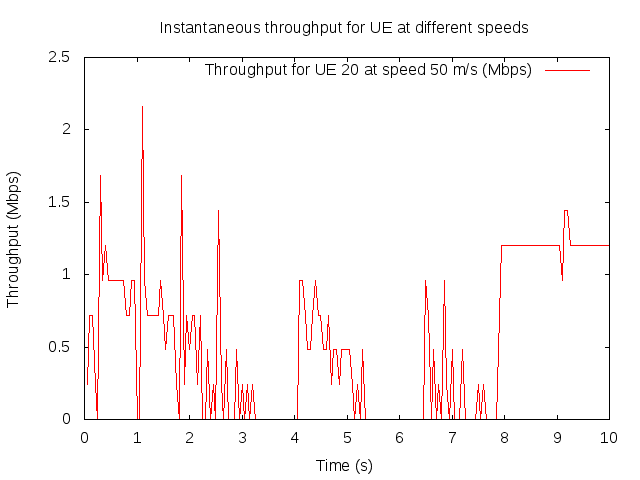 Instantaneous throughput for UE at different speeds
Throughput for UE 20 at speed 50 m/s (Mbps)
Throughput (Mbps)
2.5
2
1.5
1
0.5
0
0 1 2 3 4 5 6 7 8 9 10
Time (s)